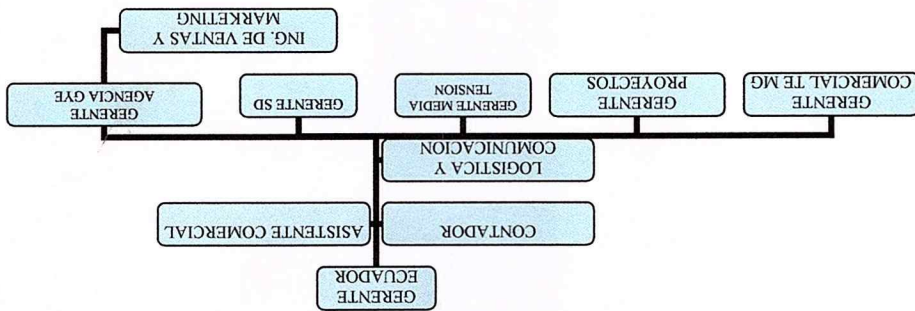 GERENTE
ECUADOR
CONTADOR
ASISTENTE COMERCIAL
LOGISTICA Y
COMUNICACION
GERENTE
COMERCIAL TE MG
GERENTE
PROYECTOS
GERENTE MEDIA
TENSION
GERENTE SD
GERENTE
AGENCIA GYE
ING. DE VENTAS Y
MARKETING